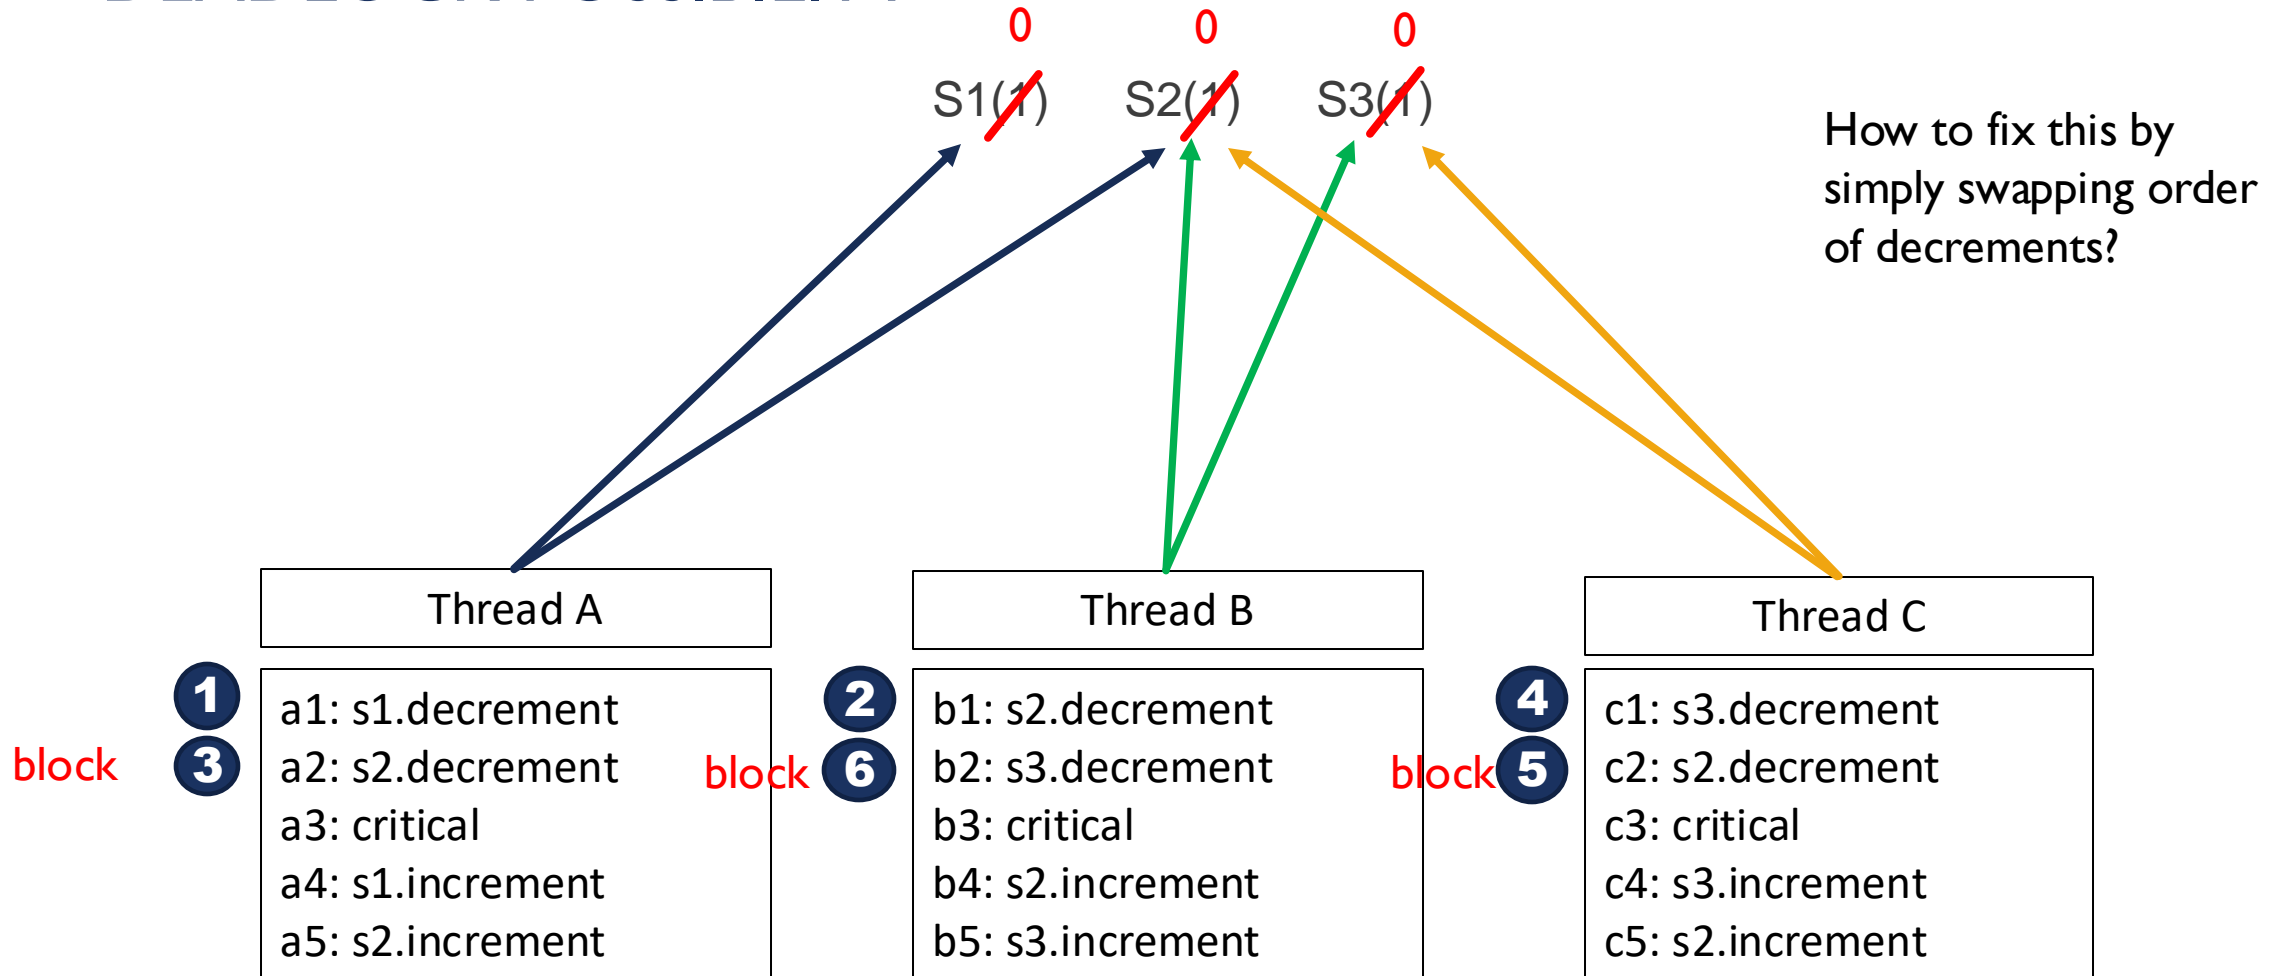 0 0 0
S1(1) S2(1) S3(1)
How to fix this by
simply swapping order
of decrements?
Thread A
1
a1: s1.decrement
block 3
a2: s2.decrement
a3: critical
a4: s1.increment
a5: s2.increment
Thread B
2
b1: s2.decrement
block 6
b2: s3.decrement
b3: critical
b4: s2.increment
b5: s3.increment
Thread C
4
c1: s3.decrement
block 5
c2: s2.decrement
c3: critical
c4: s3.increment
c5: s2.increment